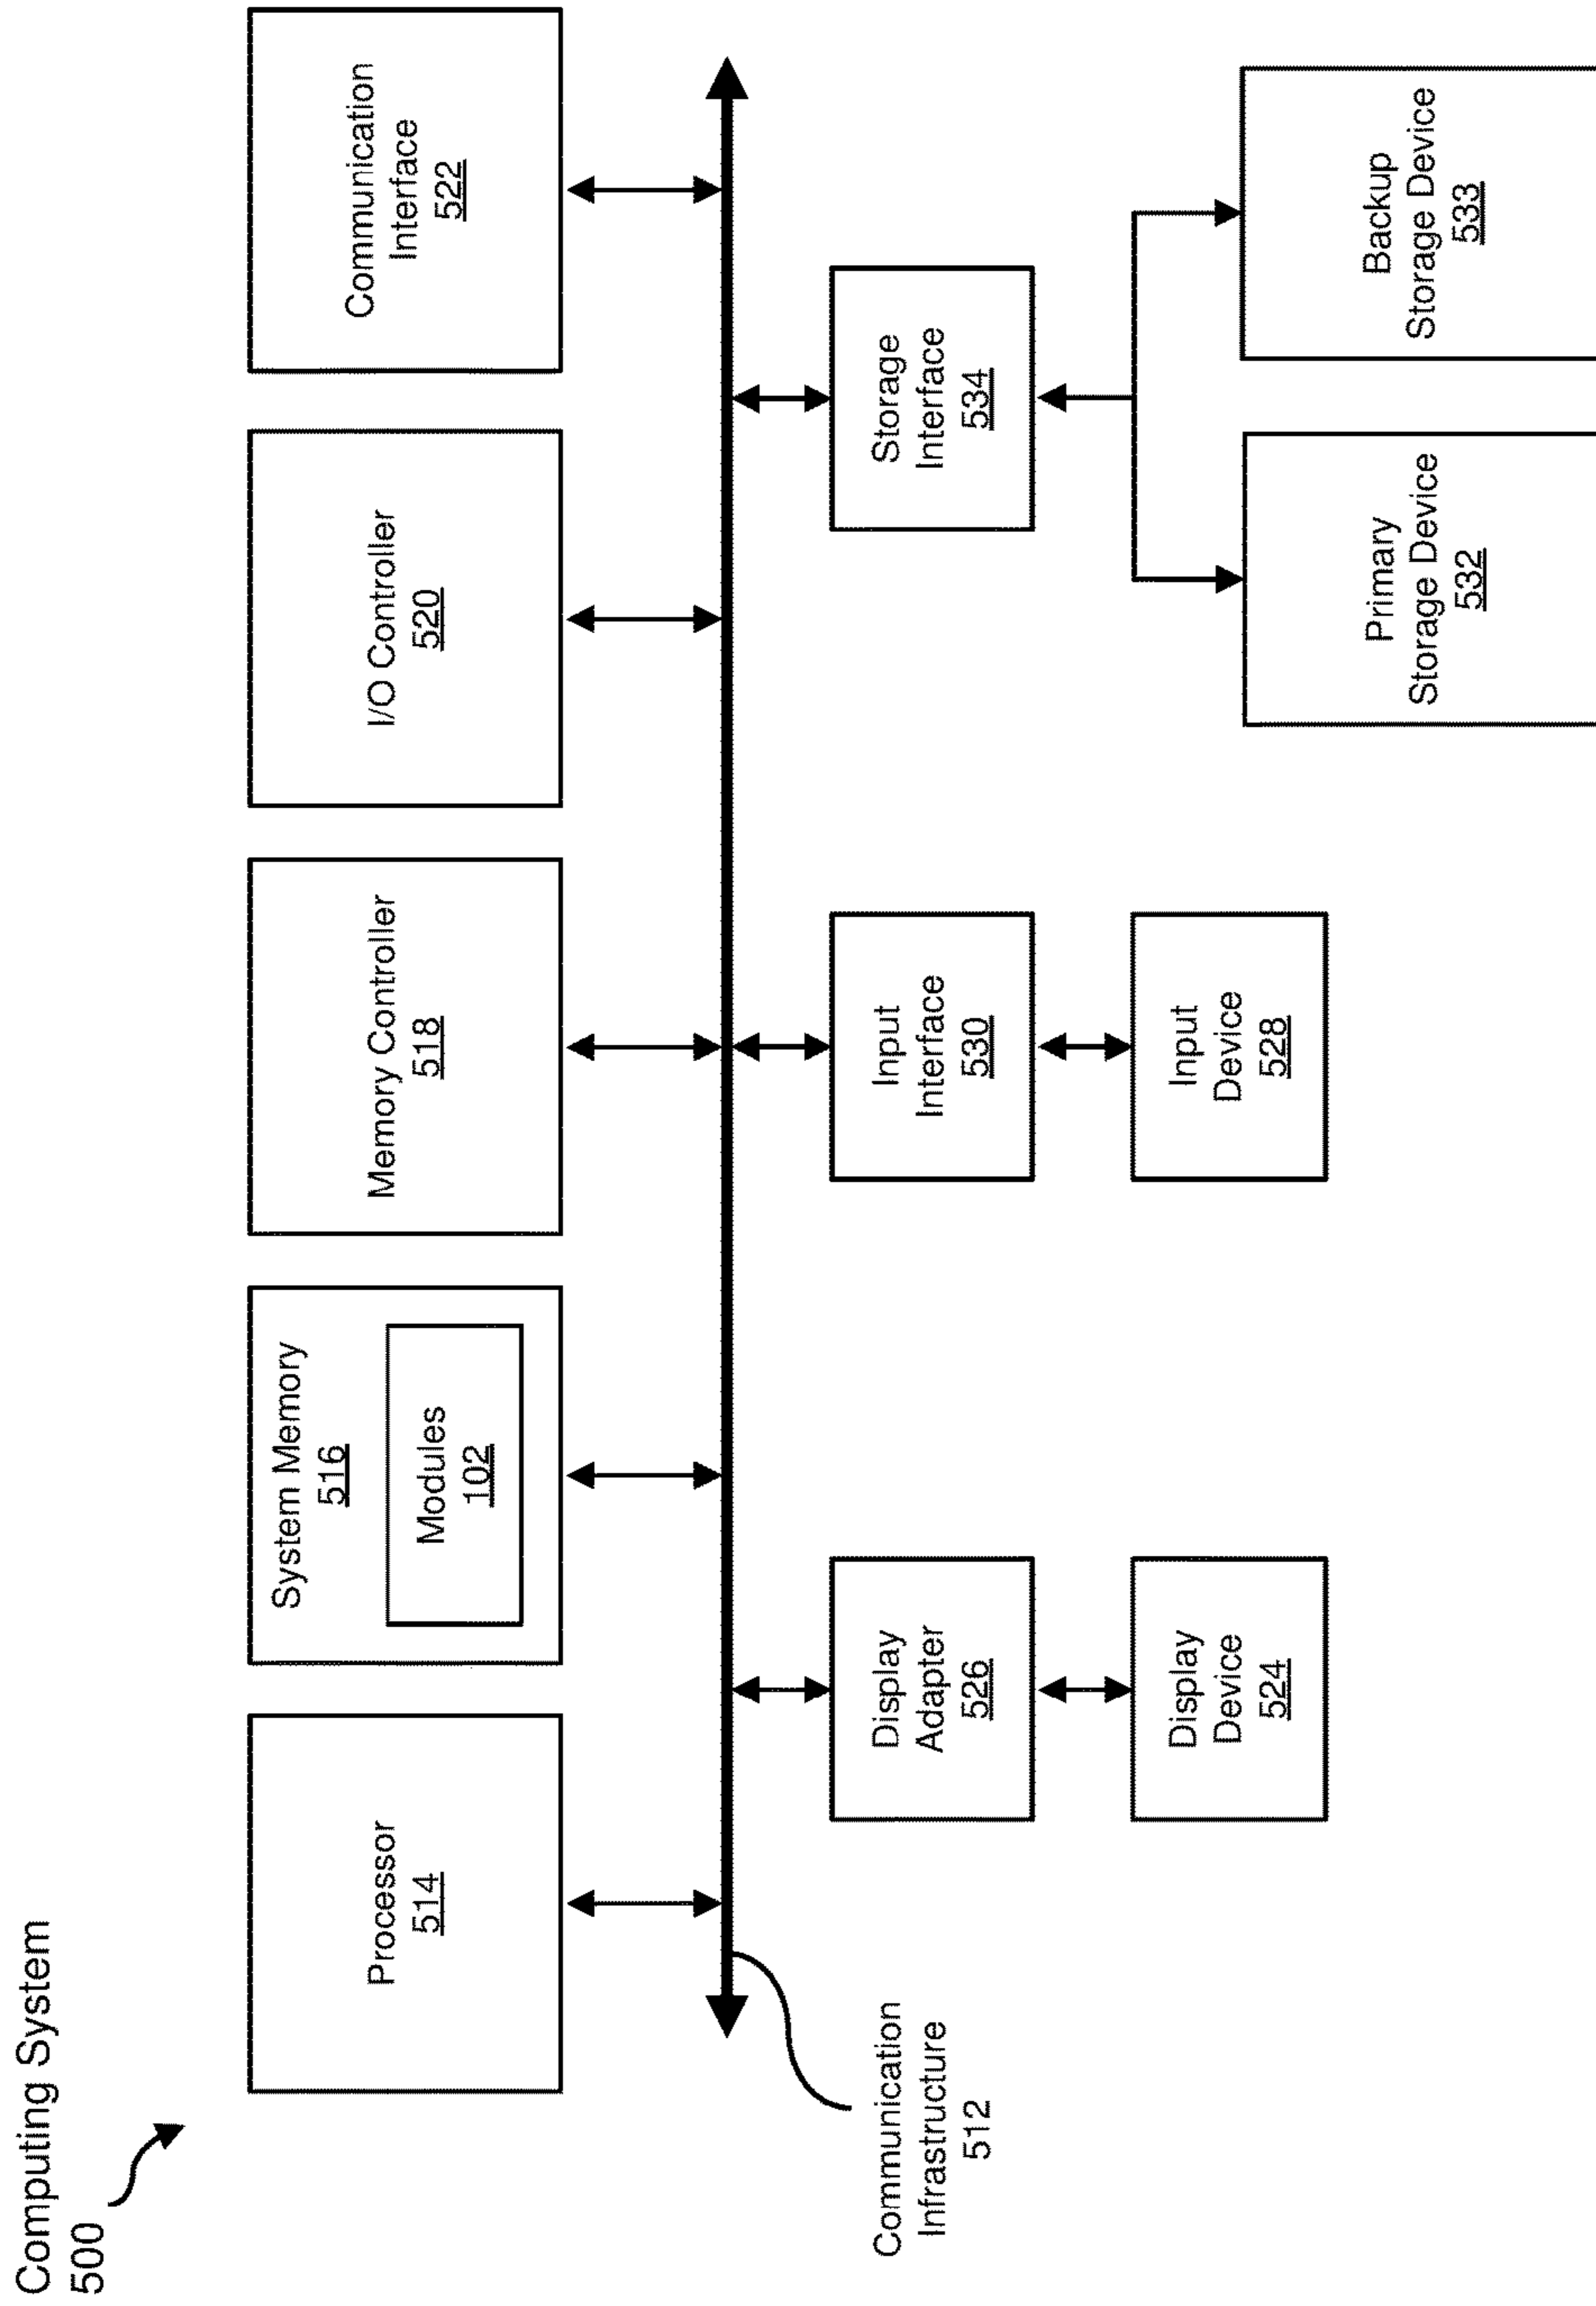 Computing System
500
Processor
514
System Memory
516
Modules
102
Memory Controller
518
I/O Controller
520
Communication
Interface
522
Communication
Infrastructure
512
Display
Adapter
526
Input
Interface
530
Storage
Interface
534
Display
Device
524
Input
Device
528
Primary
Storage Device
532
Backup
Storage Device
533